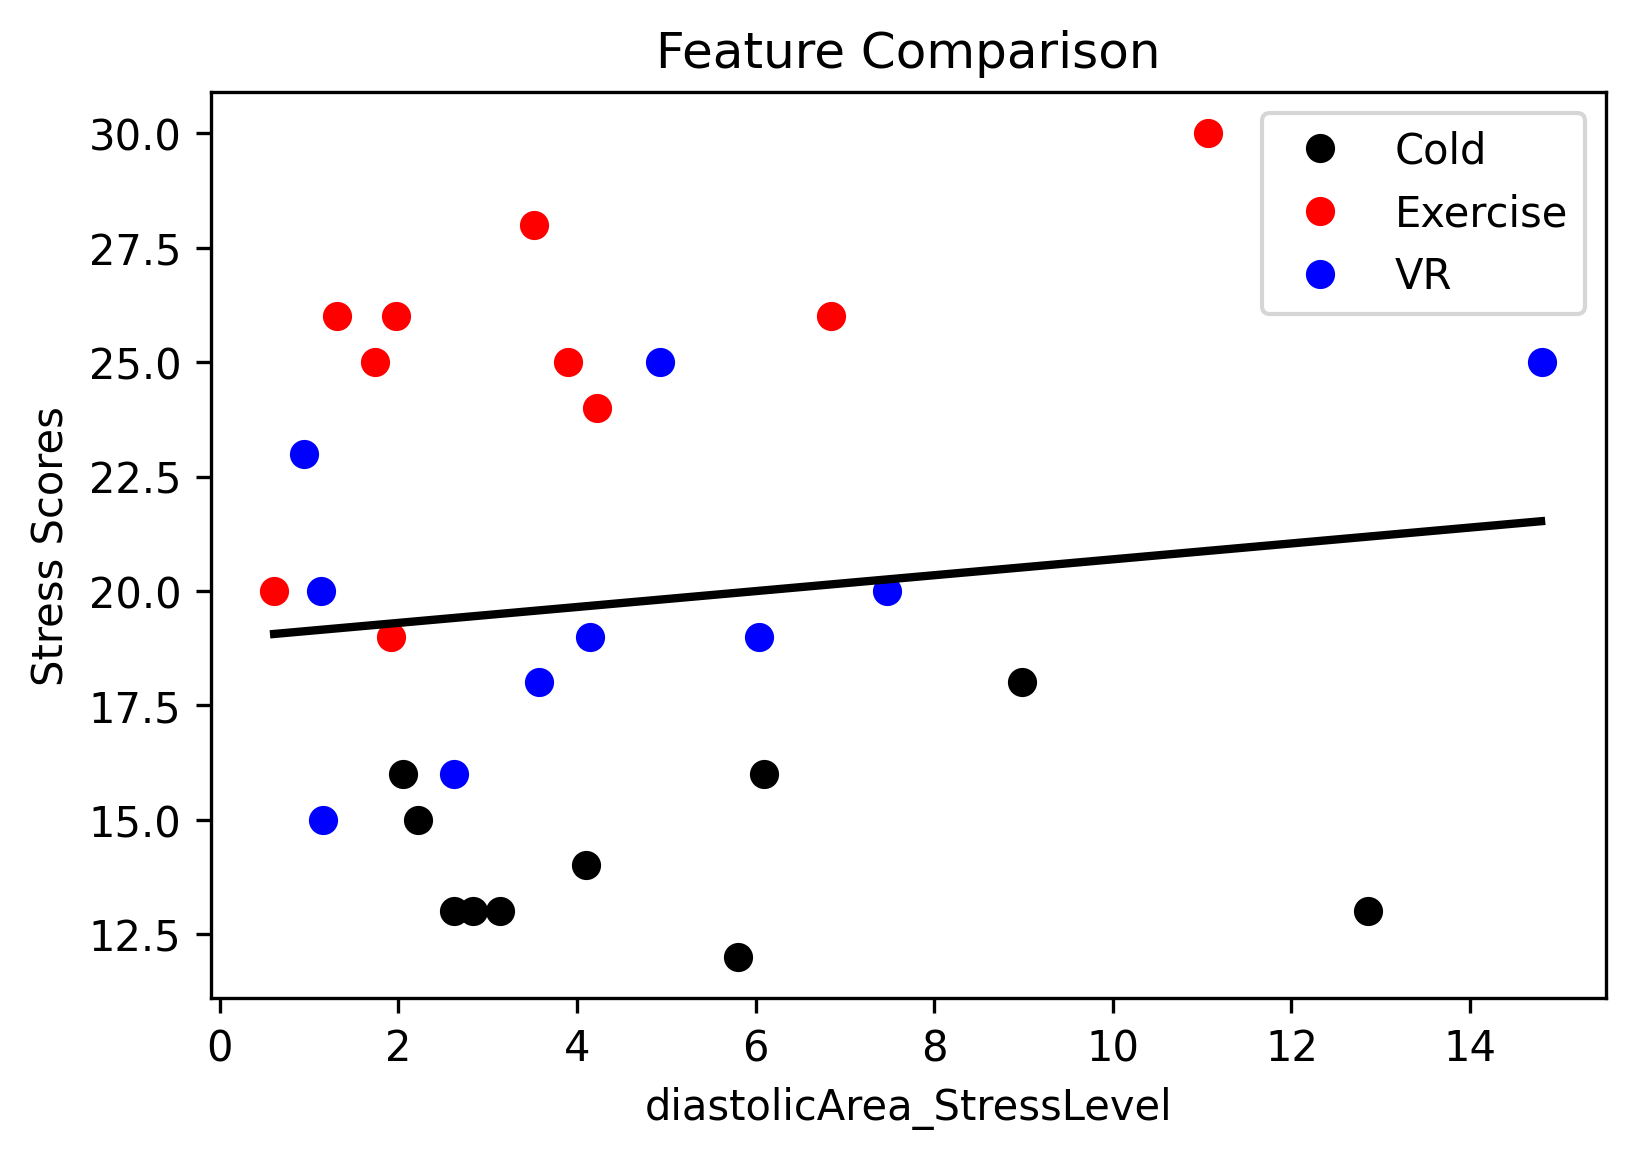 Feature Comparison
30.0
27.5
25.0
22.5
20.0
17.5
15.0
12.5
Stress Scores
Cold
Exercise
VR
0 2 4 6 8 10 12 14
diastolicArea_StressLevel